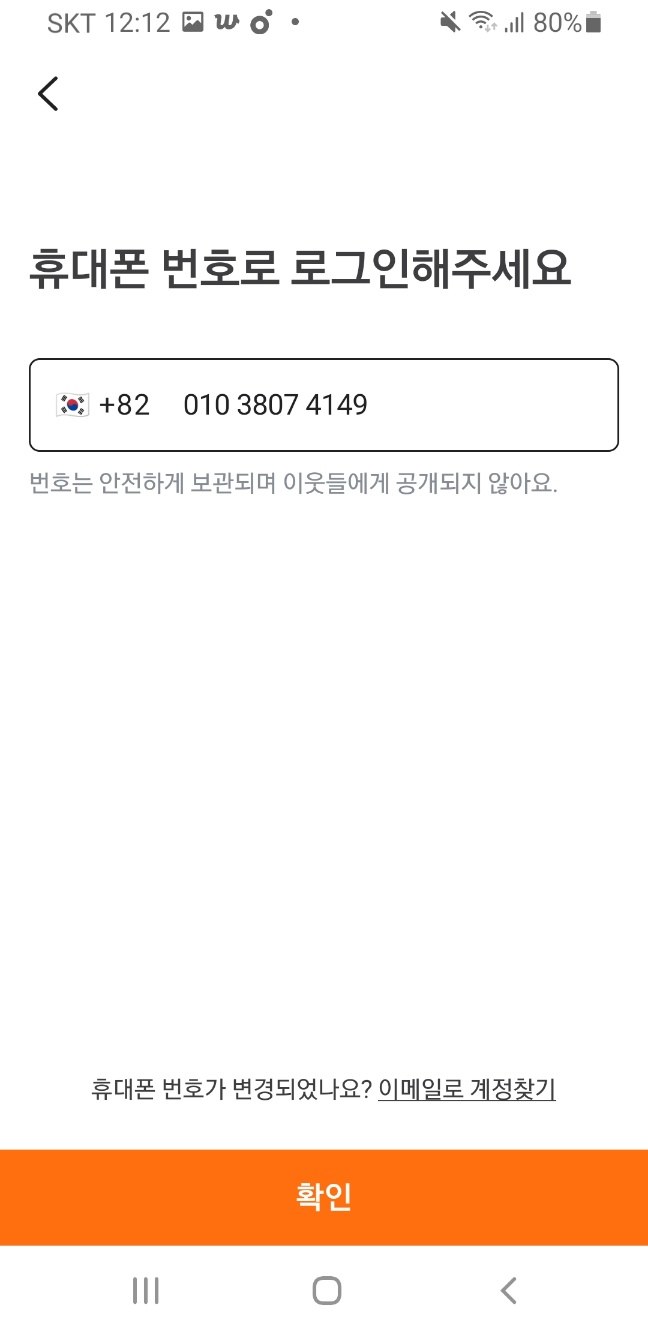 SKT 12:12 80%
휴대폰 번호로 로그인해주세요
+82 010 3807 4149
번호는 안전하게 보관되며 이웃들에게 공개되지 않아요.
휴대폰 번호가 변경되었나요? 이메일로 계정찾기
확인